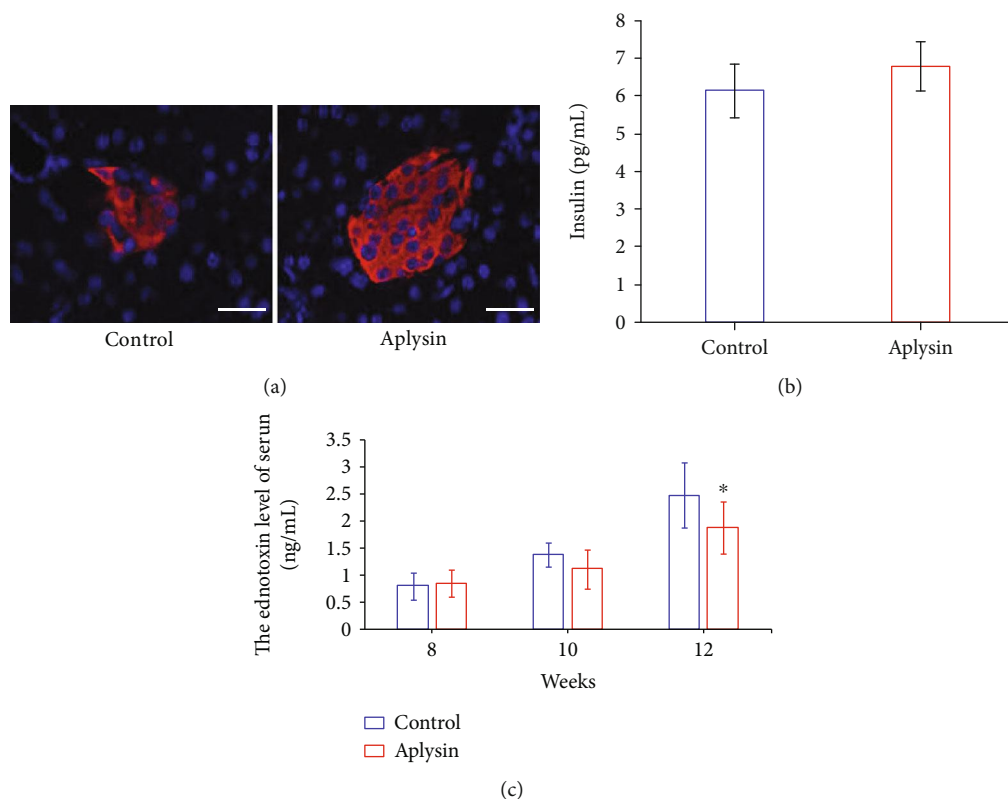 Control
Aplysin
(a)
Insulin (pg/mL)
8
7
6
5
4
3
2
1
0
Control
Aplysin
(b)
The ednotoxin level of serun
(ng/mL)
3.5
3
2.5
2
1.5
1
0.5
0
*
8
10
12
Weeks
Control
Aplysin
(c)